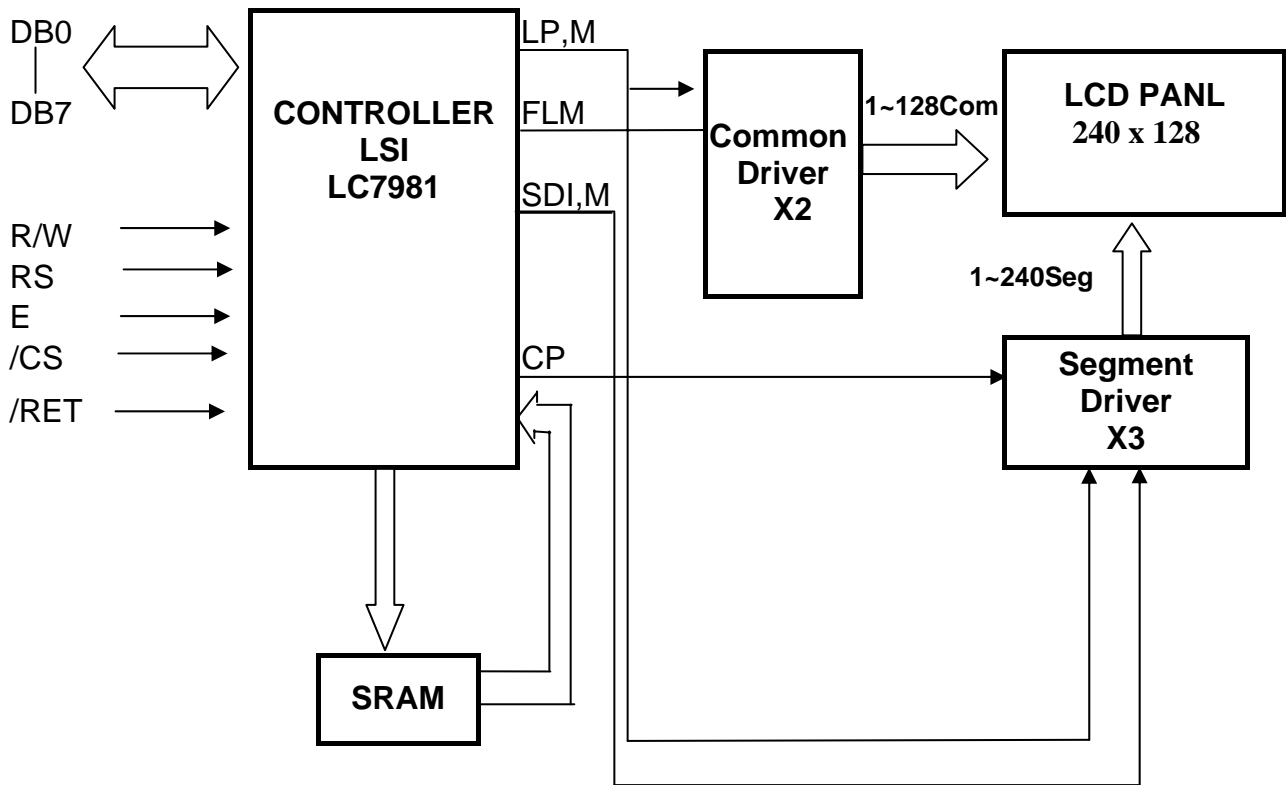 DB0
DB7
R/W
RS
E
/CS
/RET
CONTROLLER
LSI
LC7981
LP,M
FLM
SDI,M
CP
SRAM
Common
Driver
X2
1~128Com
LCD PANL
240 x 128
1~240Seg
Segment
Driver
X3